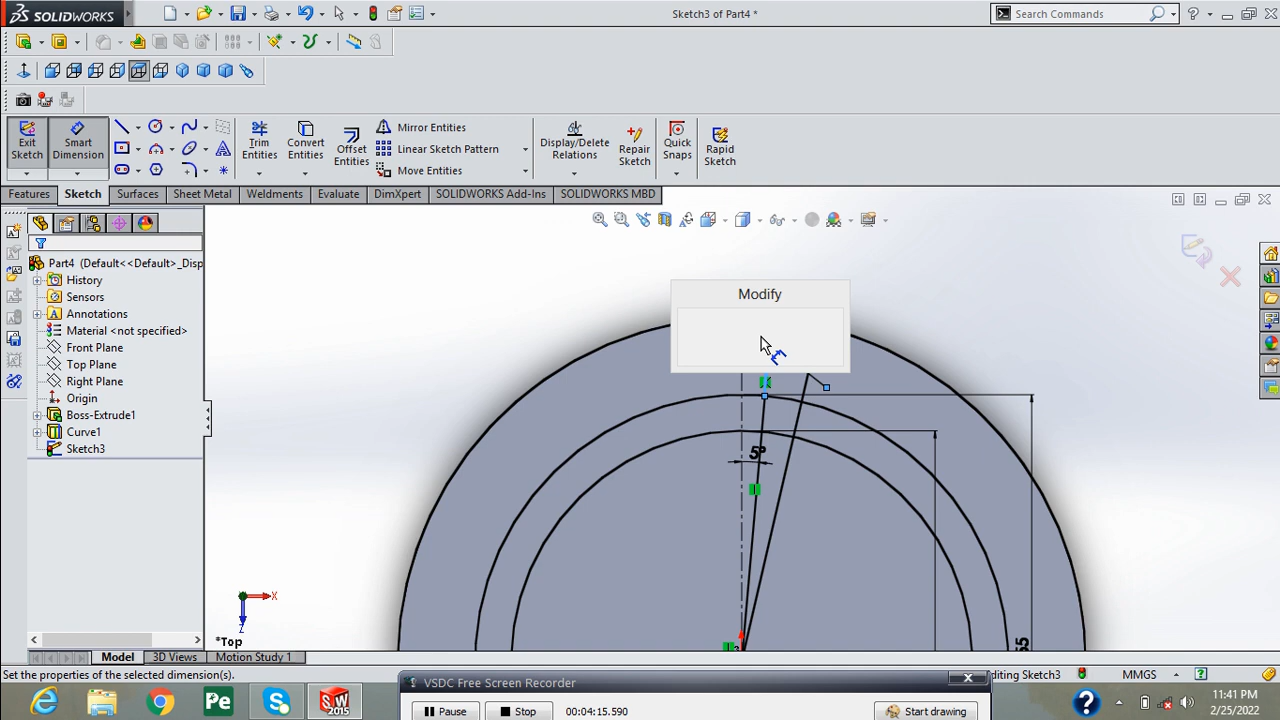 SOLIDWORKS
Sketch3 of Part4 *
Search Commands
Exit Sketch
Smart Dimension
Trim Entities
Convert Entities
Offset Entities
Mirror Entities
Linear Sketch Pattern
Move Entities
Display/Delete Relations
Repair Sketch
Quick Snaps
Rapid Sketch
Features
Sketch
Surfaces
Sheet Metal
Weldments
Evaluate
DimXpert
SOLIDWORKS Add-Ins
SOLIDWORKS MBD
Part4 (Default<<Default>_Disp
History
Sensors
Annotations
Material <not specified>
Front Plane
Top Plane
Right Plane
Origin
Boss-Extrude1
Curve1
Sketch3
Modify
5°
X
Z
*Top
Model
3D Views
Motion Study 1
Set the properties of the selected dimension(s).
diting Sketch3
MMGS
VSDC Free Screen Recorder
Pause
Stop
00:04:15.590
Start drawing
Pe
SW
2015
11:41 PM
2/25/2022